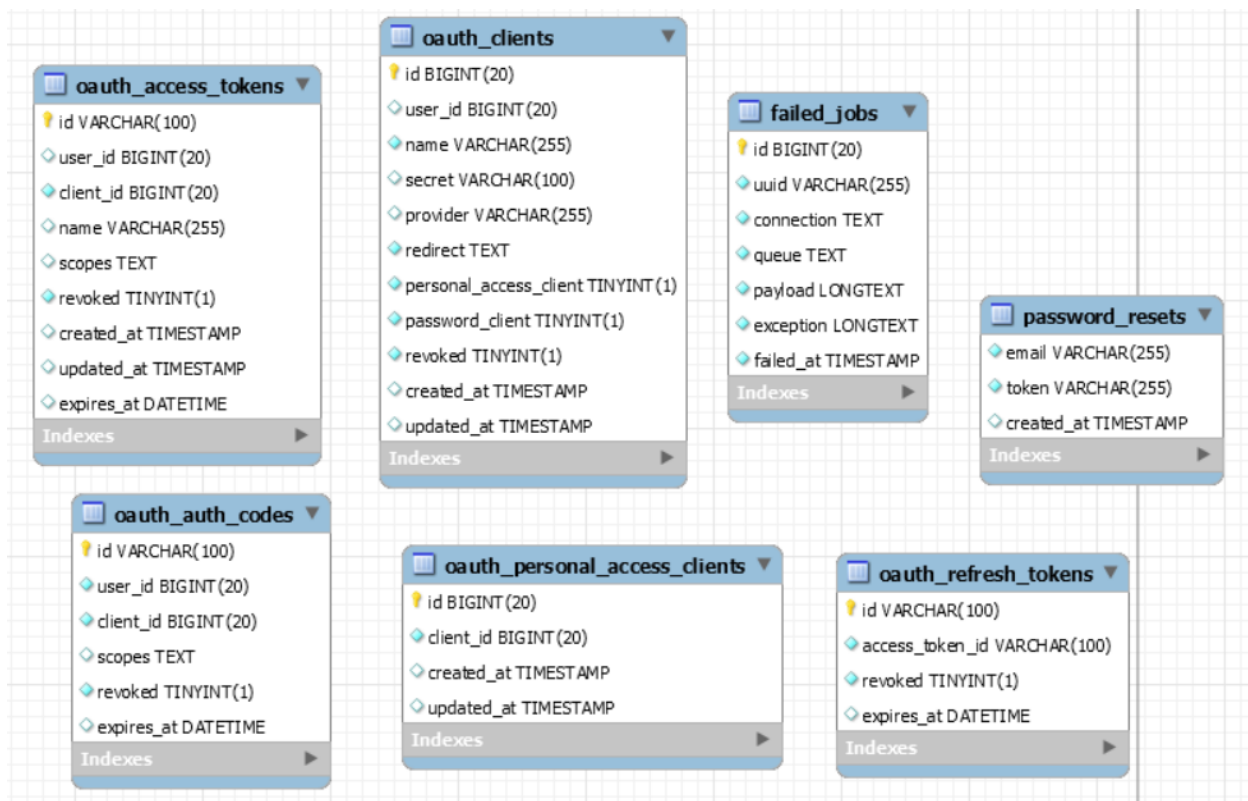 oauth_access_tokens
id VARCHAR(100)
user_id BIGINT(20)
client_id BIGINT(20)
name VARCHAR(255)
scopes TEXT
revoked TINYINT(1)
created_at TIMESTAMP
updated_at TIMESTAMP
expires_at DATETIME
Indexes
oauth_clients
id BIGINT(20)
user_id BIGINT(20)
name VARCHAR(255)
secret VARCHAR(100)
provider VARCHAR(255)
redirect TEXT
personal_access_client TINYINT(1)
password_client TINYINT(1)
revoked TINYINT(1)
created_at TIMESTAMP
updated_at TIMESTAMP
Indexes
failed_jobs
id BIGINT(20)
uuid VARCHAR(255)
connection TEXT
queue TEXT
payload LONGTEXT
exception LONGTEXT
failed_at TIMESTAMP
Indexes
password_resets
email VARCHAR(255)
token VARCHAR(255)
created_at TIMESTAMP
Indexes
oauth_auth_codes
id VARCHAR(100)
user_id BIGINT(20)
client_id BIGINT(20)
scopes TEXT
revoked TINYINT(1)
expires_at DATETIME
Indexes
oauth_personal_access_clients
id BIGINT(20)
client_id BIGINT(20)
created_at TIMESTAMP
updated_at TIMESTAMP
Indexes
oauth_refresh_tokens
id VARCHAR(100)
access_token_id VARCHAR(100)
revoked TINYINT(1)
expires_at DATETIME
Indexes